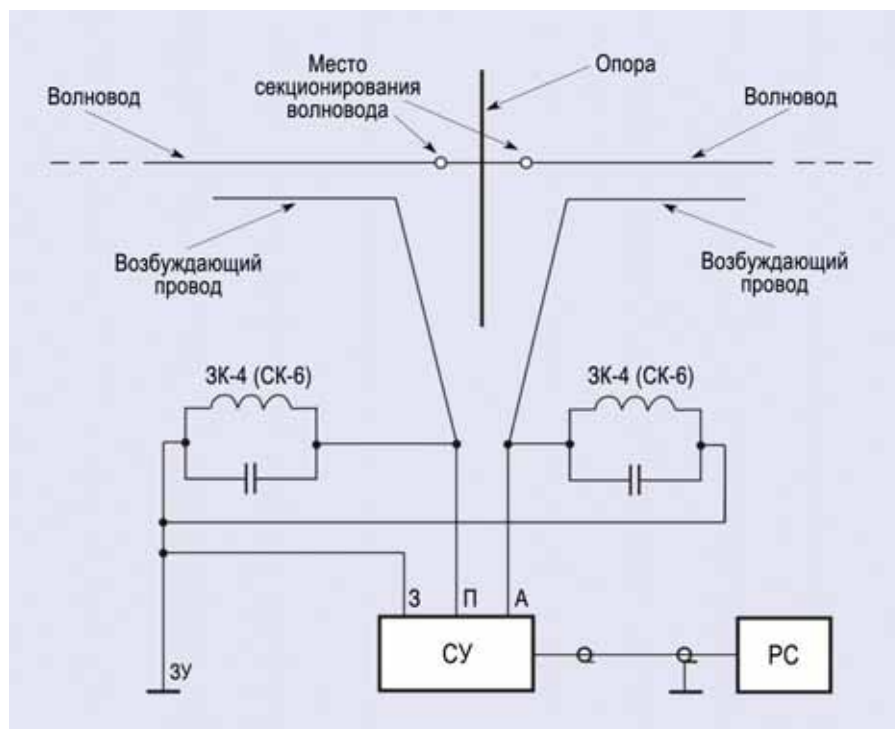 Место
секционирования
волновода
Опора
Волновод
Волновод
Возбуждающий
провод
Возбуждающий
провод
ЗК-4 (СК-6)
ЗК-4 (СК-6)
З П А
ЗУ
СУ
РС